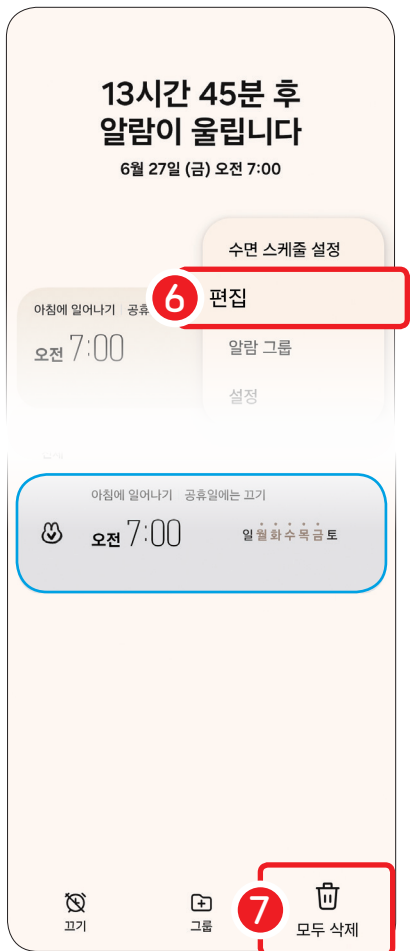 13시간 45분 후
알람이 울립니다
6월 27일 (금) 오전 7:00
수면 스케줄 설정
6 편집
아침에 일어나기 공휴
오전 7:00
알람 그룹
설정
아침에 일어나기 공휴일에는 끄기
오전 7:00 일월화수목금토
끄기
그룹
7 모두 삭제